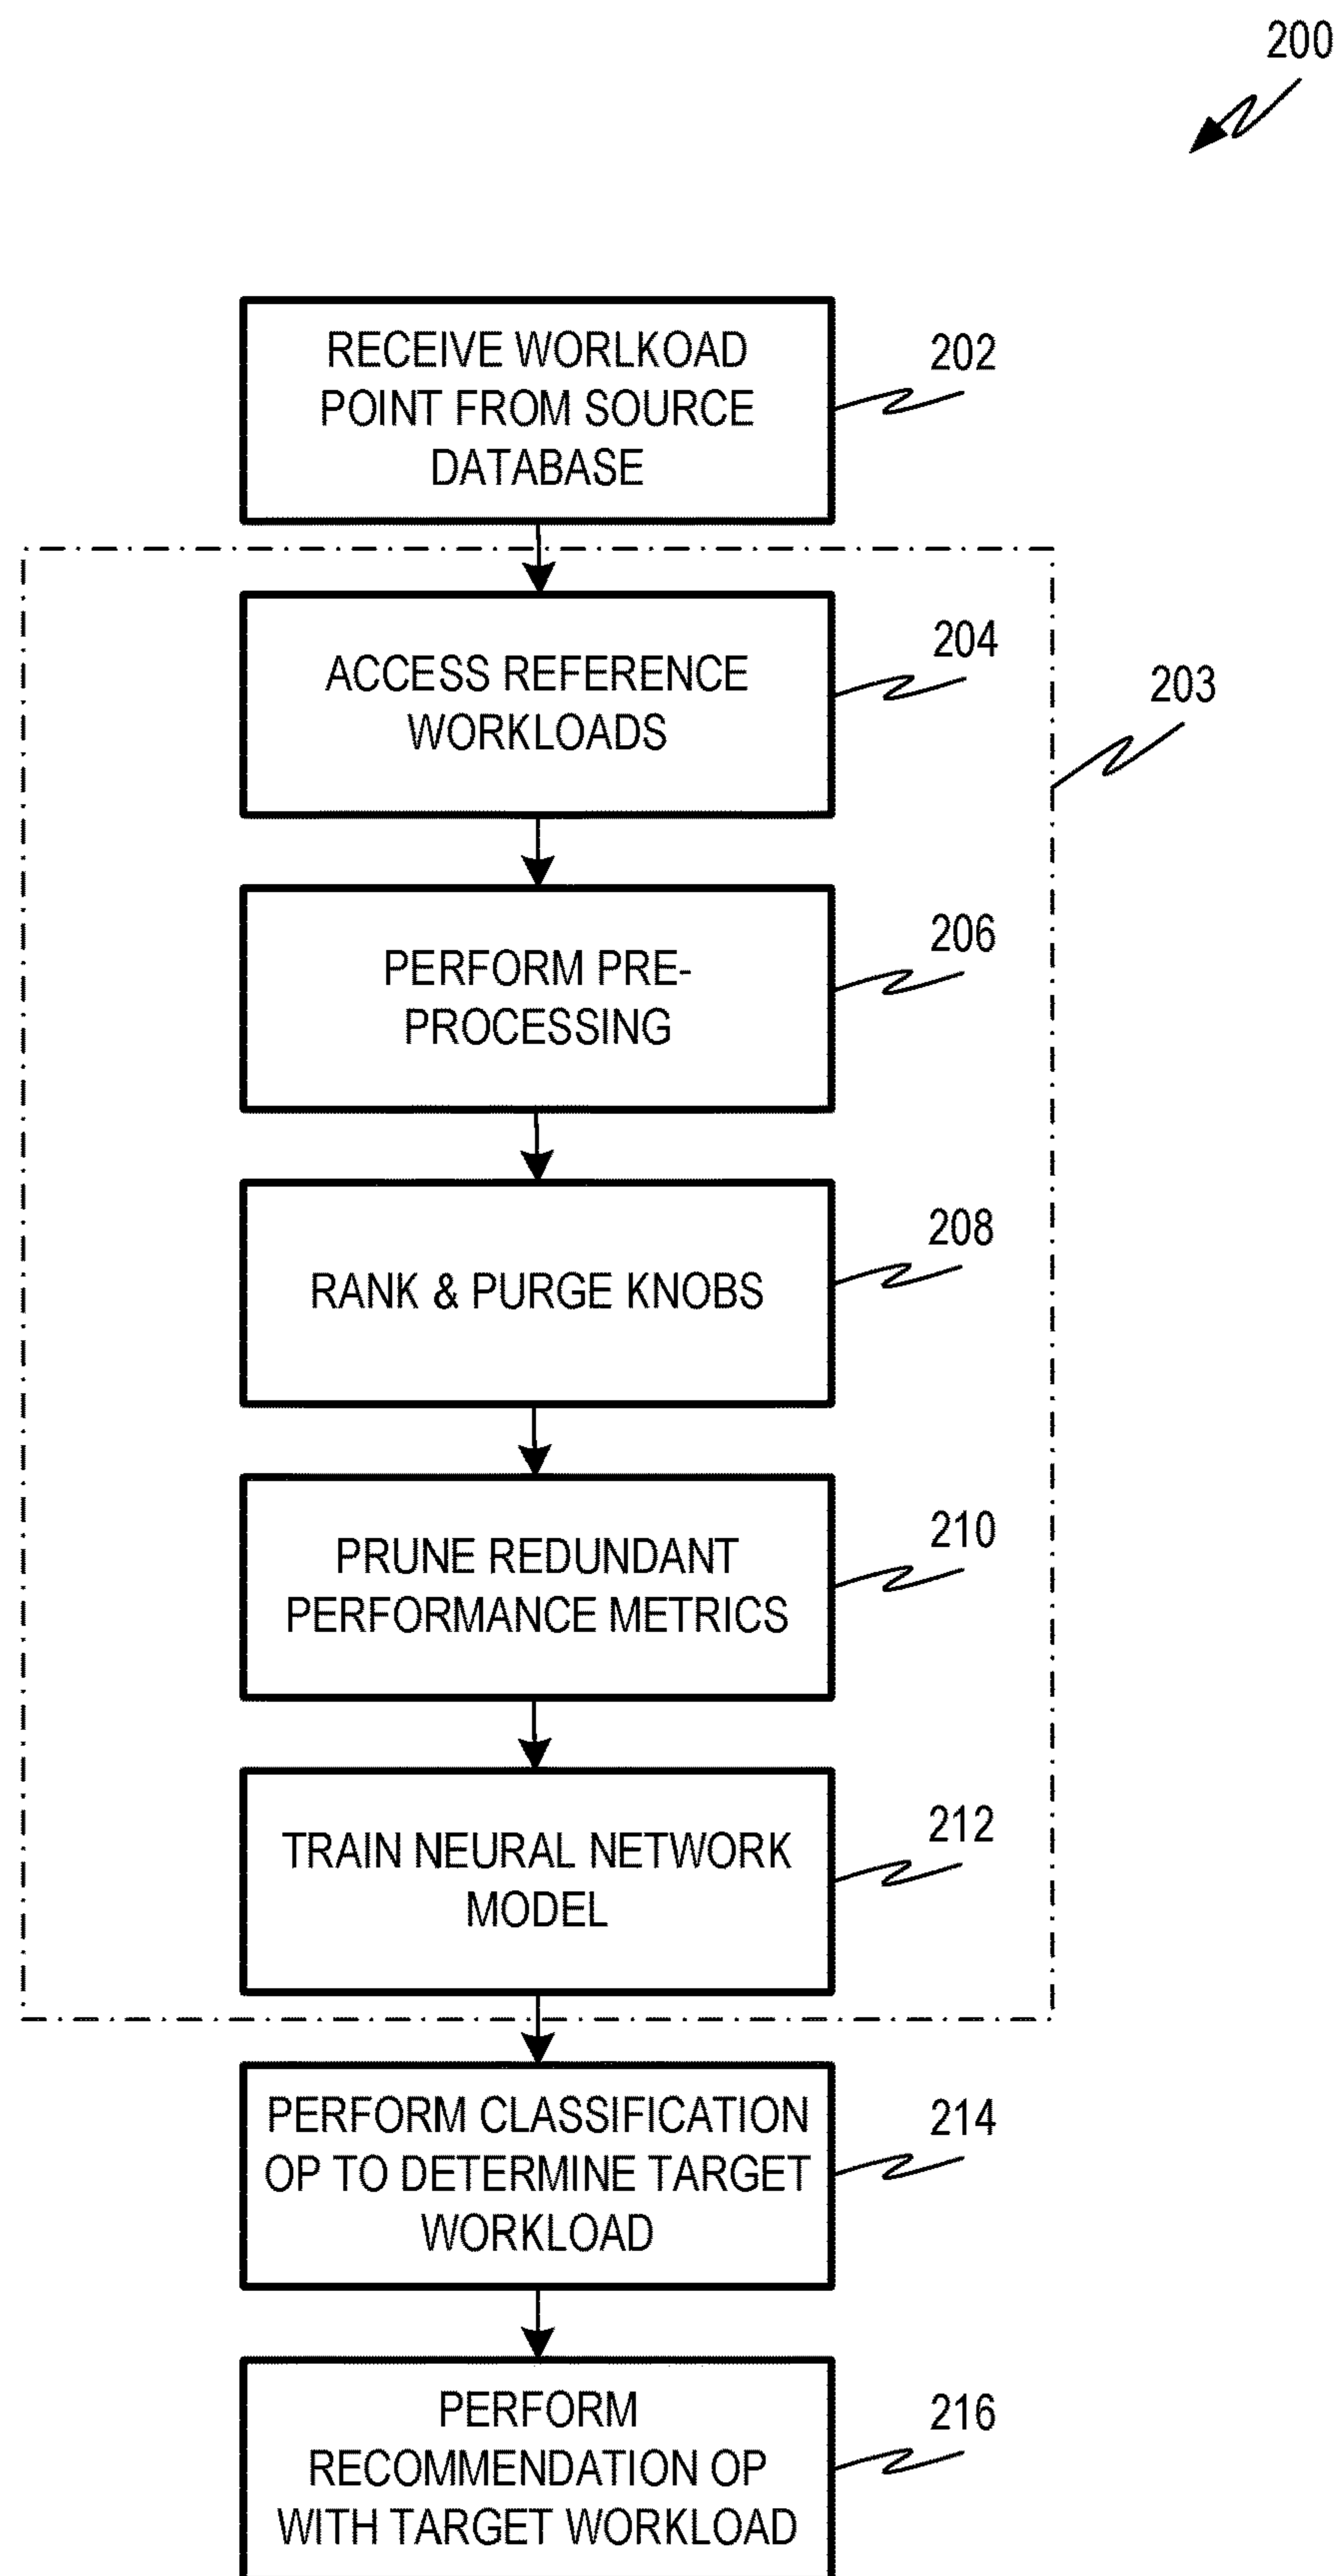 200
RECEIVE WORLKOAD
POINT FROM SOURCE
DATABASE
202
ACCESS REFERENCE
WORKLOADS
204
203
PERFORM PRE-
PROCESSING
206
RANK & PURGE KNOBS
208
PRUNE REDUNDANT
PERFORMANCE METRICS
210
TRAIN NEURAL NETWORK
MODEL
212
PERFORM CLASSIFICATION
OP TO DETERMINE TARGET
WORKLOAD
214
PERFORM
RECOMMENDATION OP
WITH TARGET WORKLOAD
216